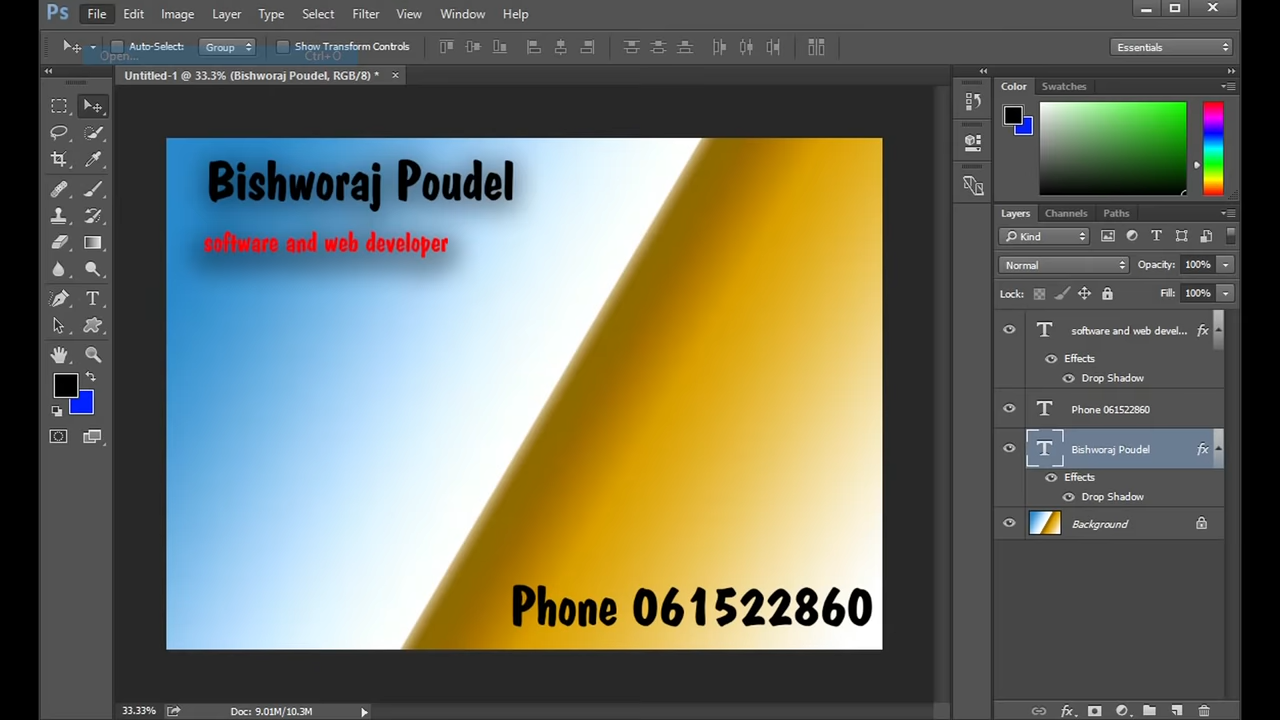 Ps File Edit Image Layer Type Select Filter View Window Help
Auto-Select: Group Show Transform Controls Essentials
Open... Ctrl+O
Untitled-1 @ 33.3% (Bishworaj Poudel, RGB/8) * ×
Color Swatches
Bishworaj Poudel
software and web developer
Phone 061522860
Layers Channels Paths
Kind
Normal Opacity: 100%
Lock: Fill: 100%
T software and web devel... fx
Effects
Drop Shadow
T Phone 061522860
T Bishworaj Poudel fx
Effects
Drop Shadow
Background
33.33% Doc: 9.01M/10.3M